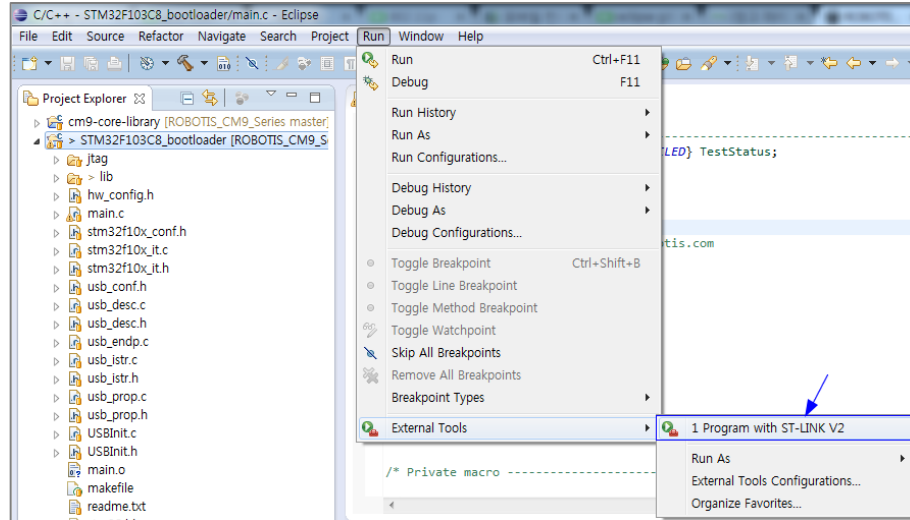 C/C++ - STM32F103C8_bootloader/main.c - Eclipse
File Edit Source Refactor Navigate Search Project Run Window Help
Project Explorer
cm9-core-library [ROBOTIS_CM9_Series master]
> STM32F103C8_bootloader [ROBOTIS_CM9_S
jtag
> lib
hw_config.h
main.c
stm32f10x_conf.h
stm32f10x_it.c
stm32f10x_it.h
usb_conf.h
usb_desc.c
usb_desc.h
usb_endp.c
usb_istr.c
usb_istr.h
usb_prop.c
usb_prop.h
USBInit.c
USBInit.h
main.o
makefile
readme.txt
Run Ctrl+F11
Debug F11
Run History
Run As
Run Configurations...
Debug History
Debug As
Debug Configurations...
Toggle Breakpoint Ctrl+Shift+B
Toggle Line Breakpoint
Toggle Method Breakpoint
Toggle Watchpoint
Skip All Breakpoints
Remove All Breakpoints
Breakpoint Types
External Tools
1 Program with ST-LINK V2
Run As
External Tools Configurations...
Organize Favorites...
LED} TestStatus;
tis.com
/* Private macro -----------------------